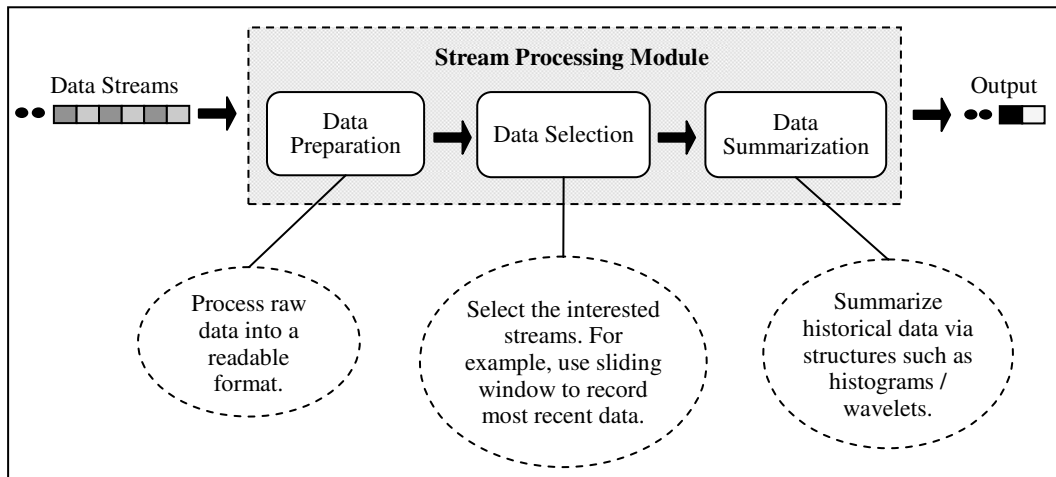 Stream Processing Module
Data Streams
Data
Preparation
Data Selection
Data
Summarization
Output
Process raw
data into a
readable
format.
Select the interested
streams. For
example, use sliding
window to record
most recent data.
Summarize
historical data via
structures such as
histograms /
wavelets.